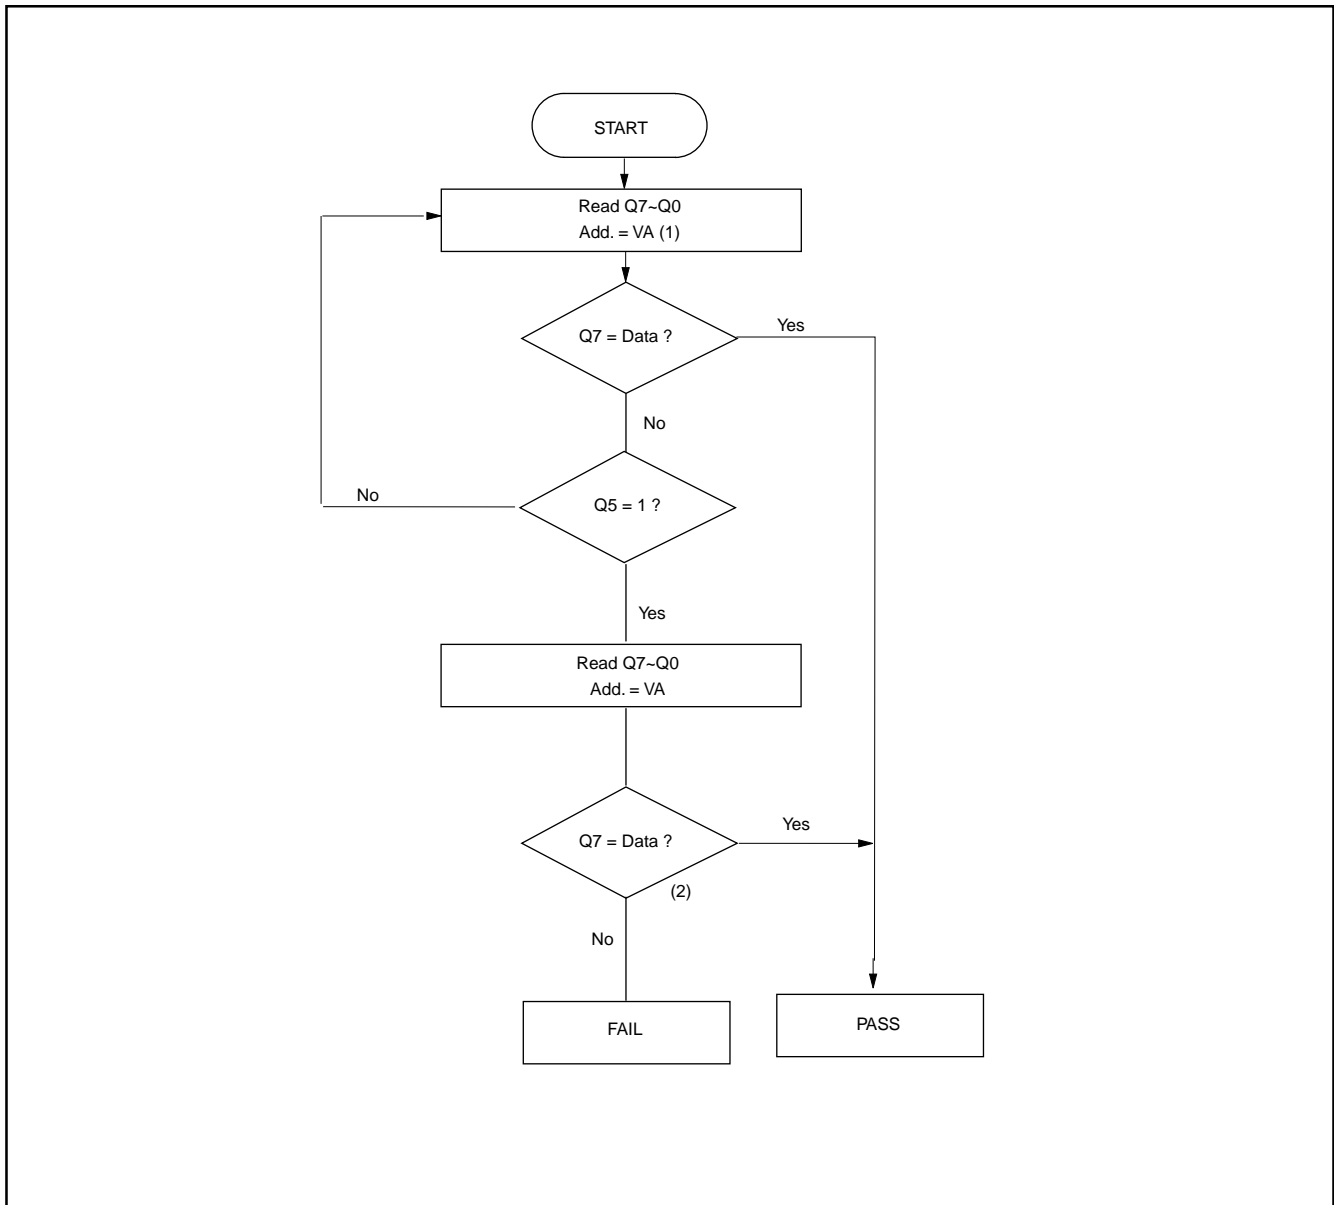 START
Read Q7~Q0
Add. = VA (1)
Q7 = Data ?
Yes
No
Q5 = 1 ?
No
Yes
Read Q7~Q0
Add. = VA
Q7 = Data ?
Yes
(2)
No
FAIL
PASS